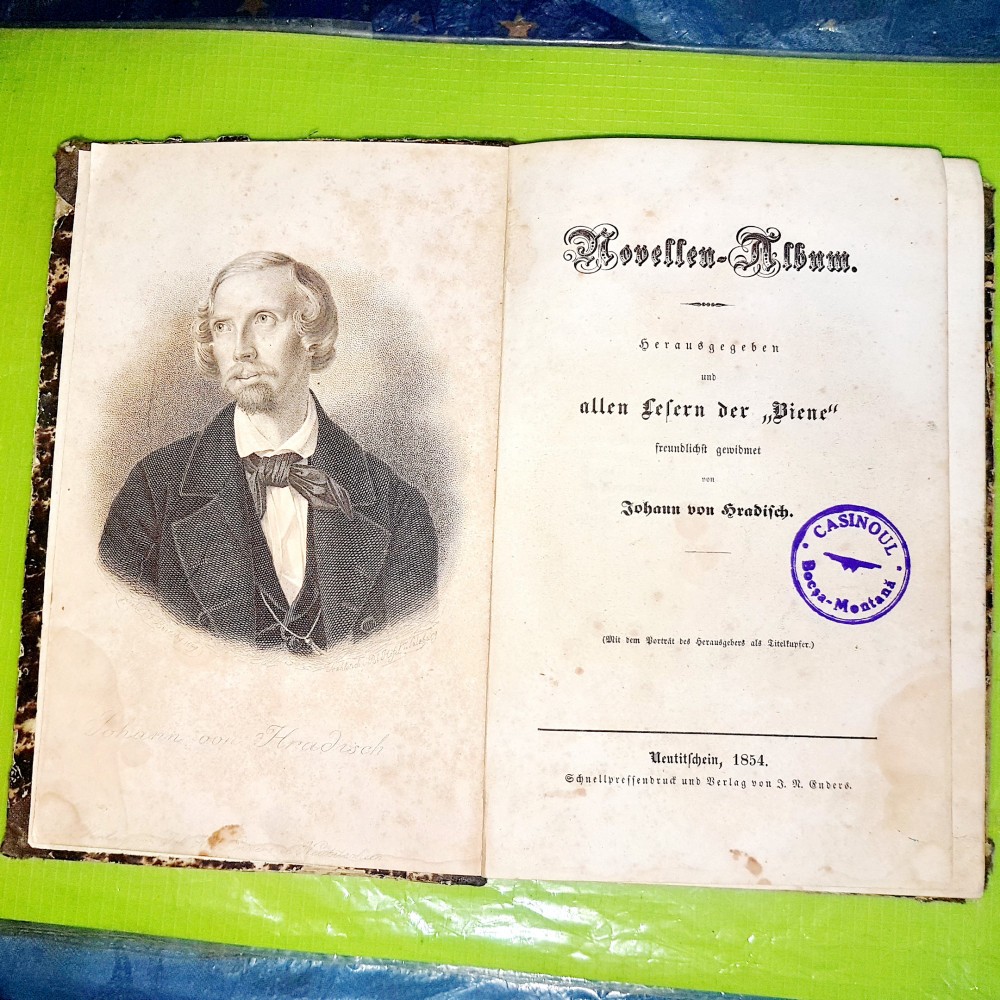 Johann von Hradisch
Novellen-Album.
Herausgegeben
und
allen Lesern der „Biene“
freundlichst gewidmet
von
Johann von Hradisch.
CASINOUL
Bocșa-Montană
(Mit dem Porträt des Herausgebers als Titelkupfer.)
Neutitschein, 1854.
Schnellpressendruck und Verlag von J. N. Enders.